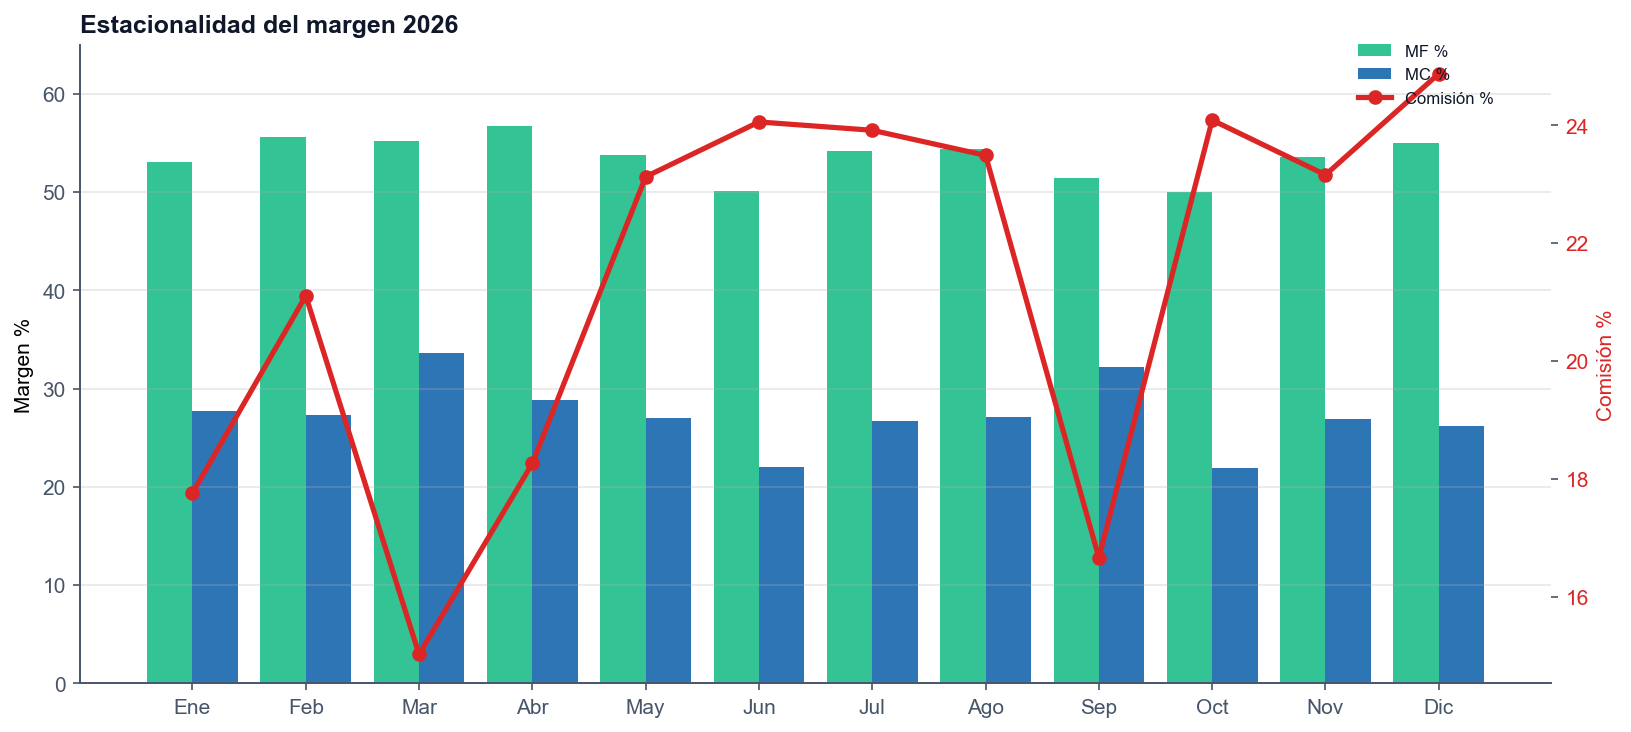 Estacionalidad del margen 2026
MF %
MC %
Comisión %
Margen %
60
50
40
30
20
10
0
24
22
20
18
16
Comisión %
Ene Feb Mar Abr May Jun Jul Ago Sep Oct Nov Dic